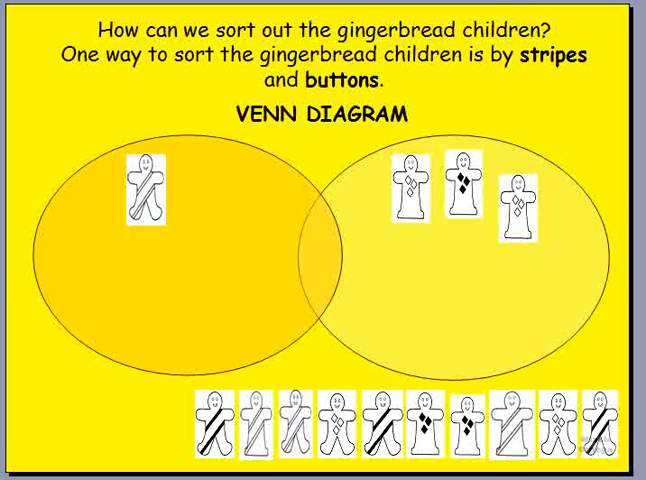 How can we sort out the gingerbread children?
One way to sort the gingerbread children is by stripes
and buttons.
VENN DIAGRAM